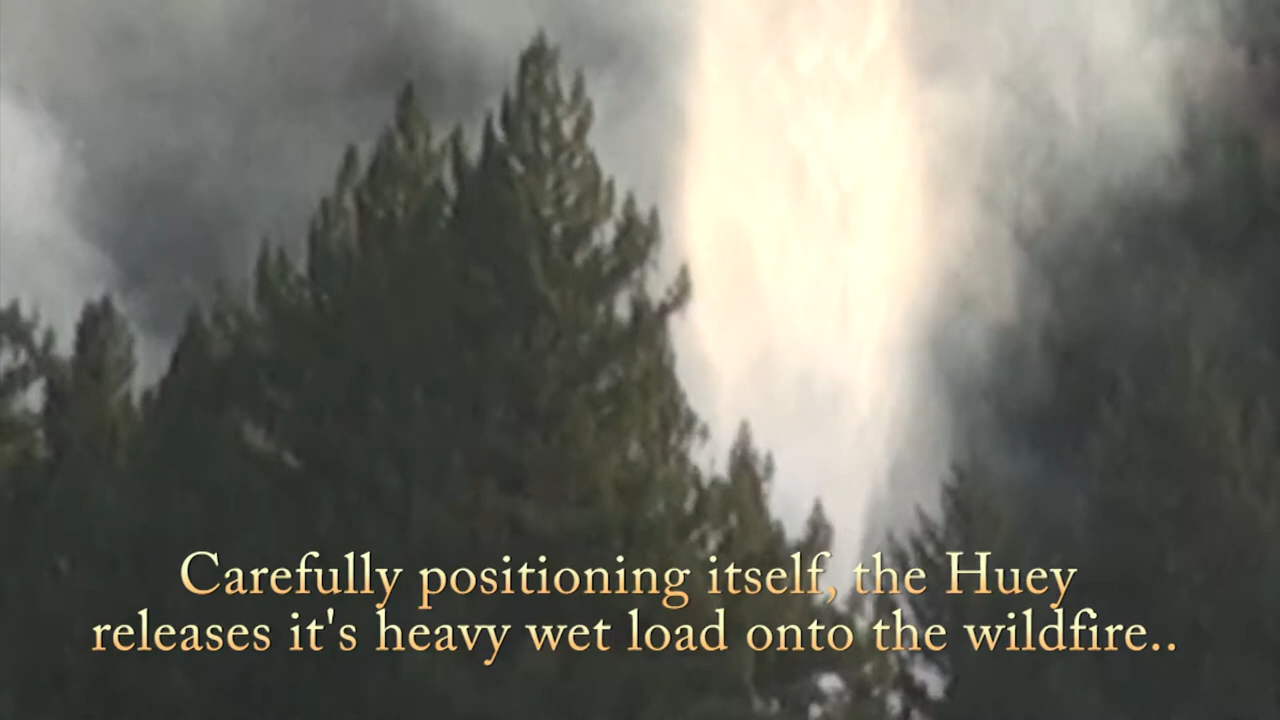 Carefully positioning itself, the Huey
releases it's heavy wet load onto the wildfire..